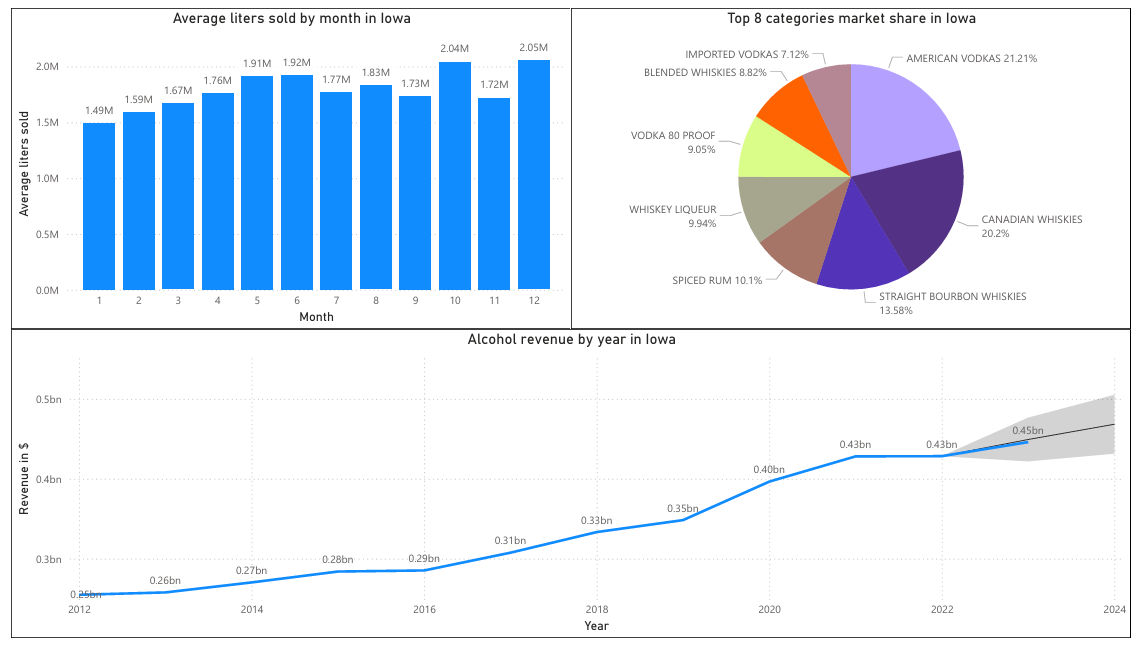 Average liters sold by month in Iowa
Average liters sold
2.0M
1.5M
1.0M
0.5M
0.0M
1.49M
1.59M
1.67M
1.76M
1.91M
1.92M
1.77M
1.83M
1.73M
2.04M
1.72M
2.05M
1 2 3 4 5 6 7 8 9 10 11 12
Month
Top 8 categories market share in Iowa
AMERICAN VODKAS 21.21%
CANADIAN WHISKIES
20.2%
STRAIGHT BOURBON WHISKIES
13.58%
SPICED RUM 10.1%
WHISKEY LIQUEUR
9.94%
VODKA 80 PROOF
9.05%
BLENDED WHISKIES 8.82%
IMPORTED VODKAS 7.12%
Alcohol revenue by year in Iowa
Revenue in $
0.5bn
0.4bn
0.3bn
0.25bn
0.26bn
0.27bn
0.28bn
0.29bn
0.31bn
0.33bn
0.35bn
0.40bn
0.43bn
0.43bn
0.45bn
2012 2014 2016 2018 2020 2022 2024
Year